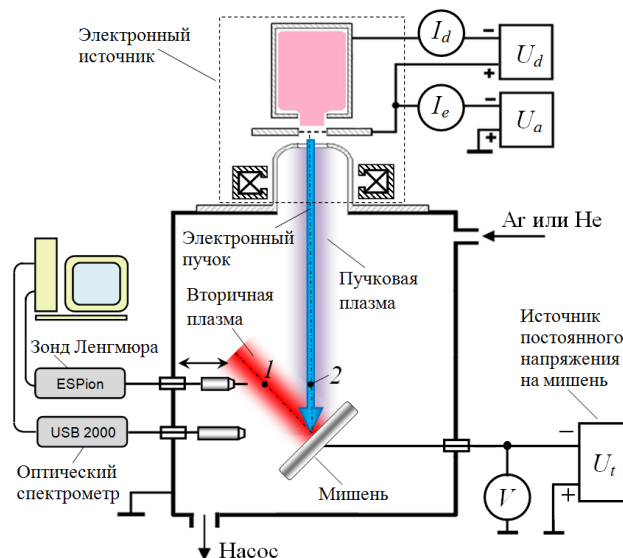 Электронный
источник
I_d
−
+
U_d
I_e
−
+
U_a
Ar или He
Электронный
пучок
Пучковая
плазма
Вторичная
плазма
Источник
постоянного
напряжения
на мишень
Зонд Ленгмюра
ESPion
1
2
USB 2000
Оптический
спектрометр
Мишень
V
−
+
U_t
Насос